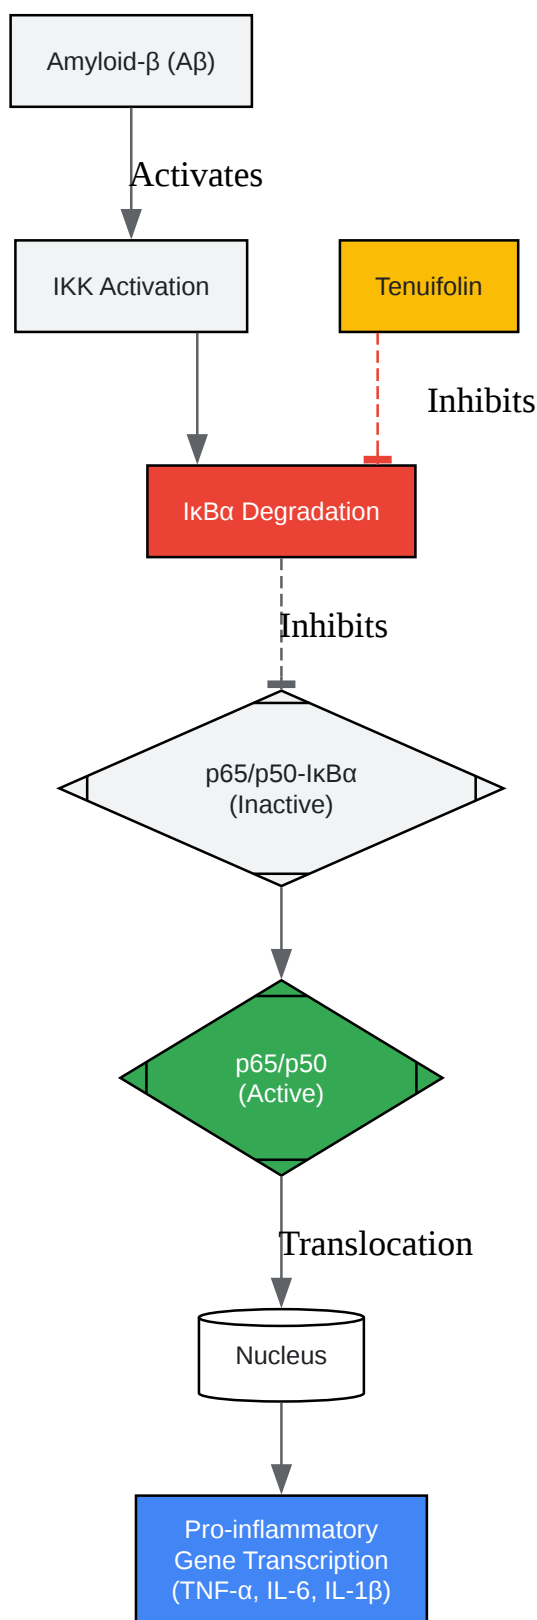 Amyloid-β (Aβ)
Activates
IKK Activation
Tenuifolin
Inhibits
IκBα Degradation
Inhibits
p65/p50-IκBα
(Inactive)
p65/p50
(Active)
Translocation
Nucleus
Pro-inflammatory
Gene Transcription
(TNF-α, IL-6, IL-1β)